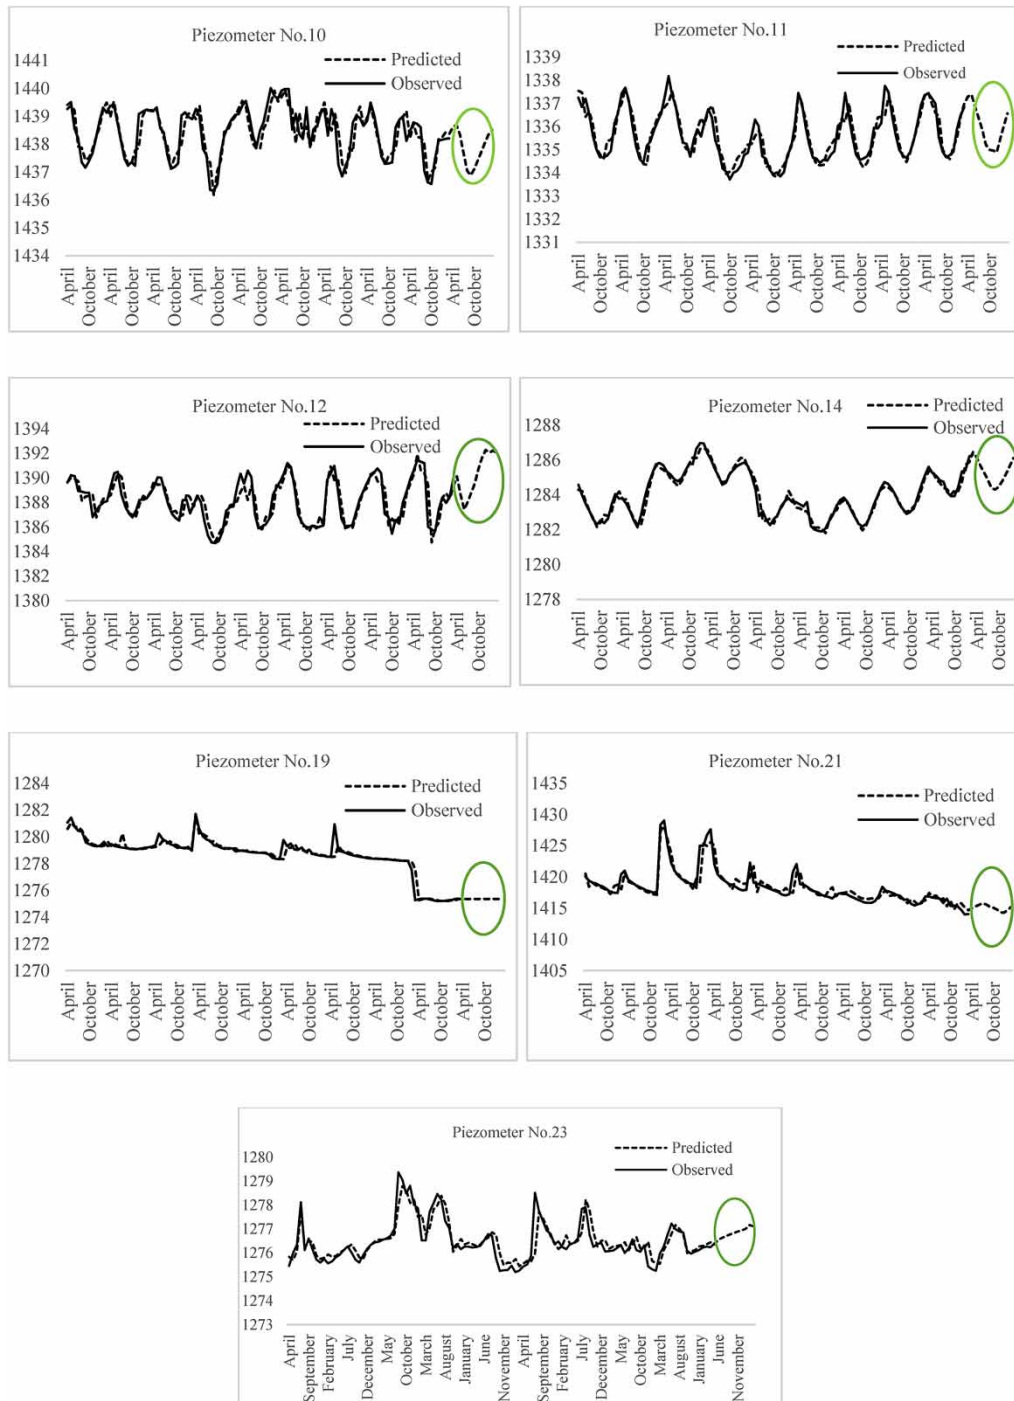 Piezometer No.10
Predicted
Observed
1441
1440
1439
1438
1437
1436
1435
1434
April
October
April
October
April
October
April
October
April
October
April
October
April
October
April
October
April
October
April
October
Piezometer No.11
Predicted
Observed
1339
1338
1337
1336
1335
1334
1333
1332
1331
April
October
April
October
April
October
April
October
April
October
April
October
April
October
April
October
April
October
April
October
Piezometer No.12
Predicted
Observed
1394
1392
1390
1388
1386
1384
1382
1380
April
October
April
October
April
October
April
October
April
October
April
October
April
October
April
October
April
October
April
October
Piezometer No.14
Predicted
Observed
1288
1286
1284
1282
1280
1278
April
October
April
October
April
October
April
October
April
October
April
October
April
October
April
October
April
October
April
October
Piezometer No.19
Predicted
Observed
1284
1282
1280
1278
1276
1274
1272
1270
April
October
April
October
April
October
April
October
April
October
April
October
April
October
April
October
April
October
April
October
Piezometer No.21
Predicted
Observed
1435
1430
1425
1420
1415
1410
1405
April
October
April
October
April
October
April
October
April
October
April
October
April
October
April
October
April
October
April
October
Piezometer No.23
Predicted
Observed
1280
1279
1278
1277
1276
1275
1274
1273
April
September
February
July
December
May
October
March
August
January
June
November
April
September
February
July
December
May
October
March
August
January
June
November